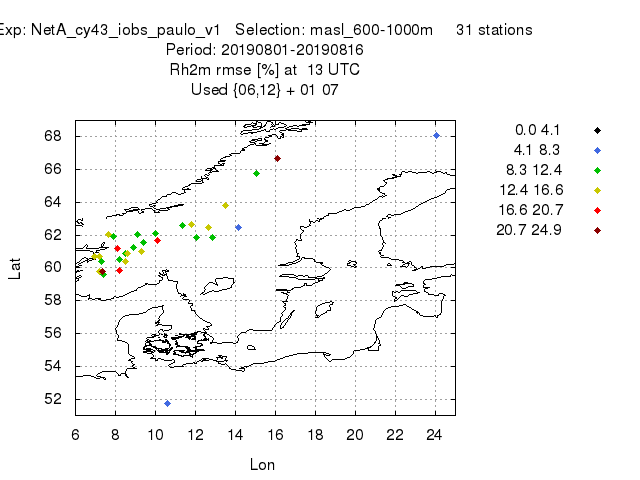 Exp: NetA_cy43_iobs_paulo_v1 Selection: masl_600-1000m 31 stations
Period: 20190801-20190816
Rh2m rmse [%] at 13 UTC
Used {06,12} + 01 07
0.0 4.1
4.1 8.3
8.3 12.4
12.4 16.6
16.6 20.7
20.7 24.9
68
66
64
62
60
58
56
54
52
Lat
6 8 10 12 14 16 18 20 22 24
Lon